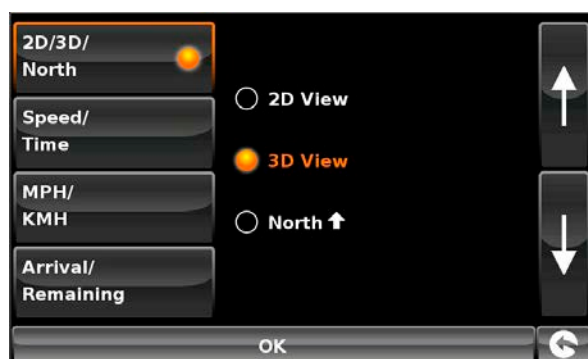 2D/3D/
North
Speed/
Time
MPH/
KMH
Arrival/
Remaining
2D View
3D View
North
OK